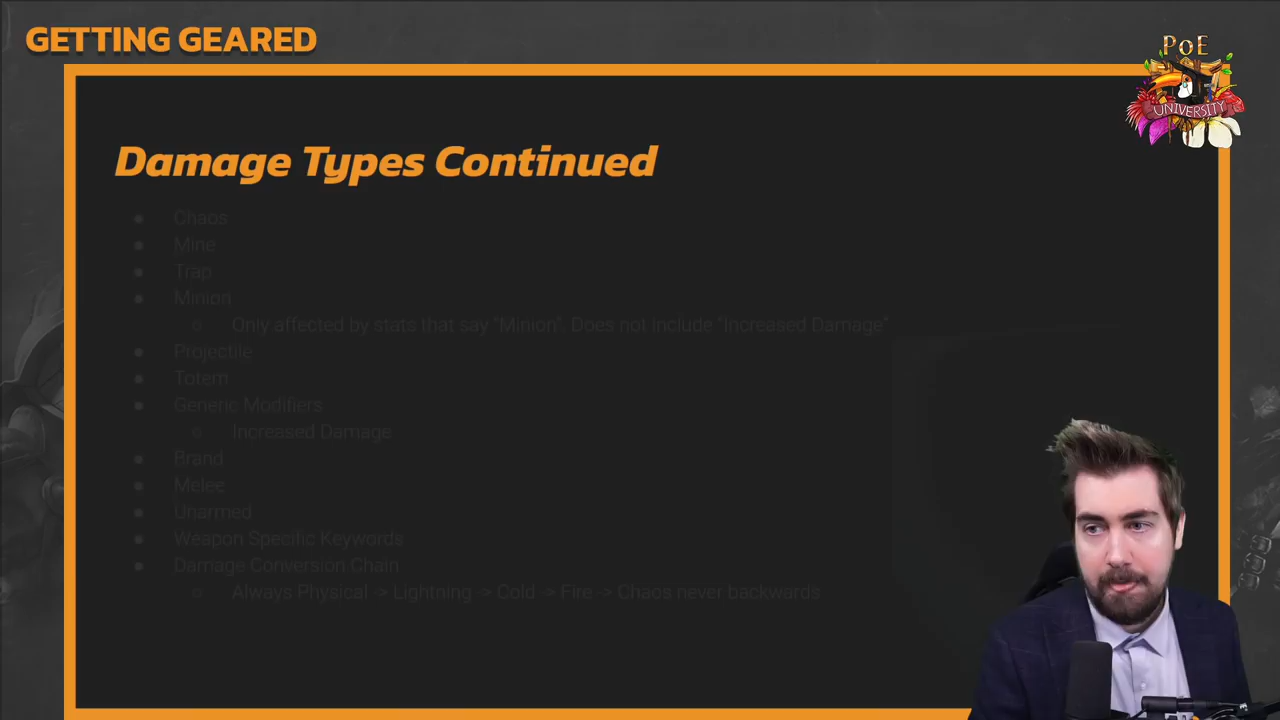 GETTING GEARED
PoE
UNIVERSITY
Damage Types Continued
● Chaos
● Mine
● Trap
● Minion
○ Only affected by stats that say "Minion". Does not include "Increased Damage"
● Projectile
● Totem
● Generic Modifiers
○ Increased Damage
● Brand
● Melee
● Unarmed
● Weapon Specific Keywords
● Damage Conversion Chain
○ Always Physical -> Lightning -> Cold -> Fire -> Chaos never backwards